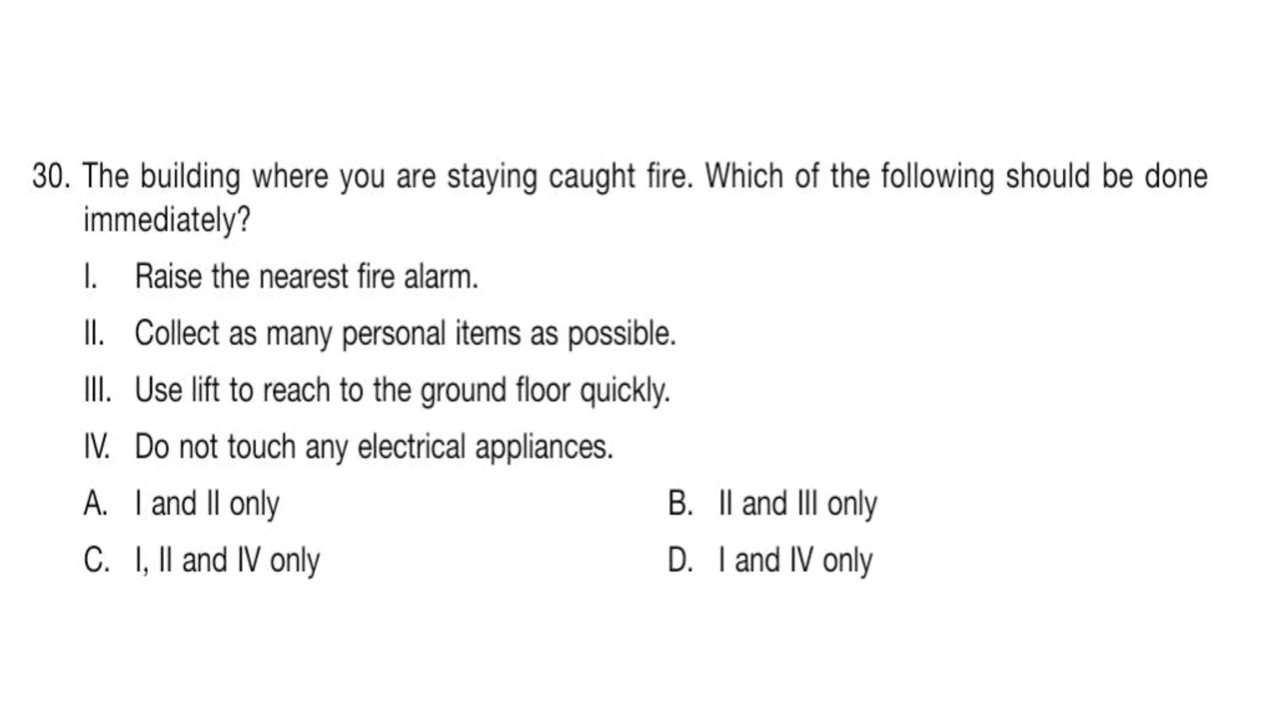 30. The building where you are staying caught fire. Which of the following should be done
immediately?
I. Raise the nearest fire alarm.
II. Collect as many personal items as possible.
III. Use lift to reach to the ground floor quickly.
IV. Do not touch any electrical appliances.
A. I and II only B. II and III only
C. I, II and IV only D. I and IV only